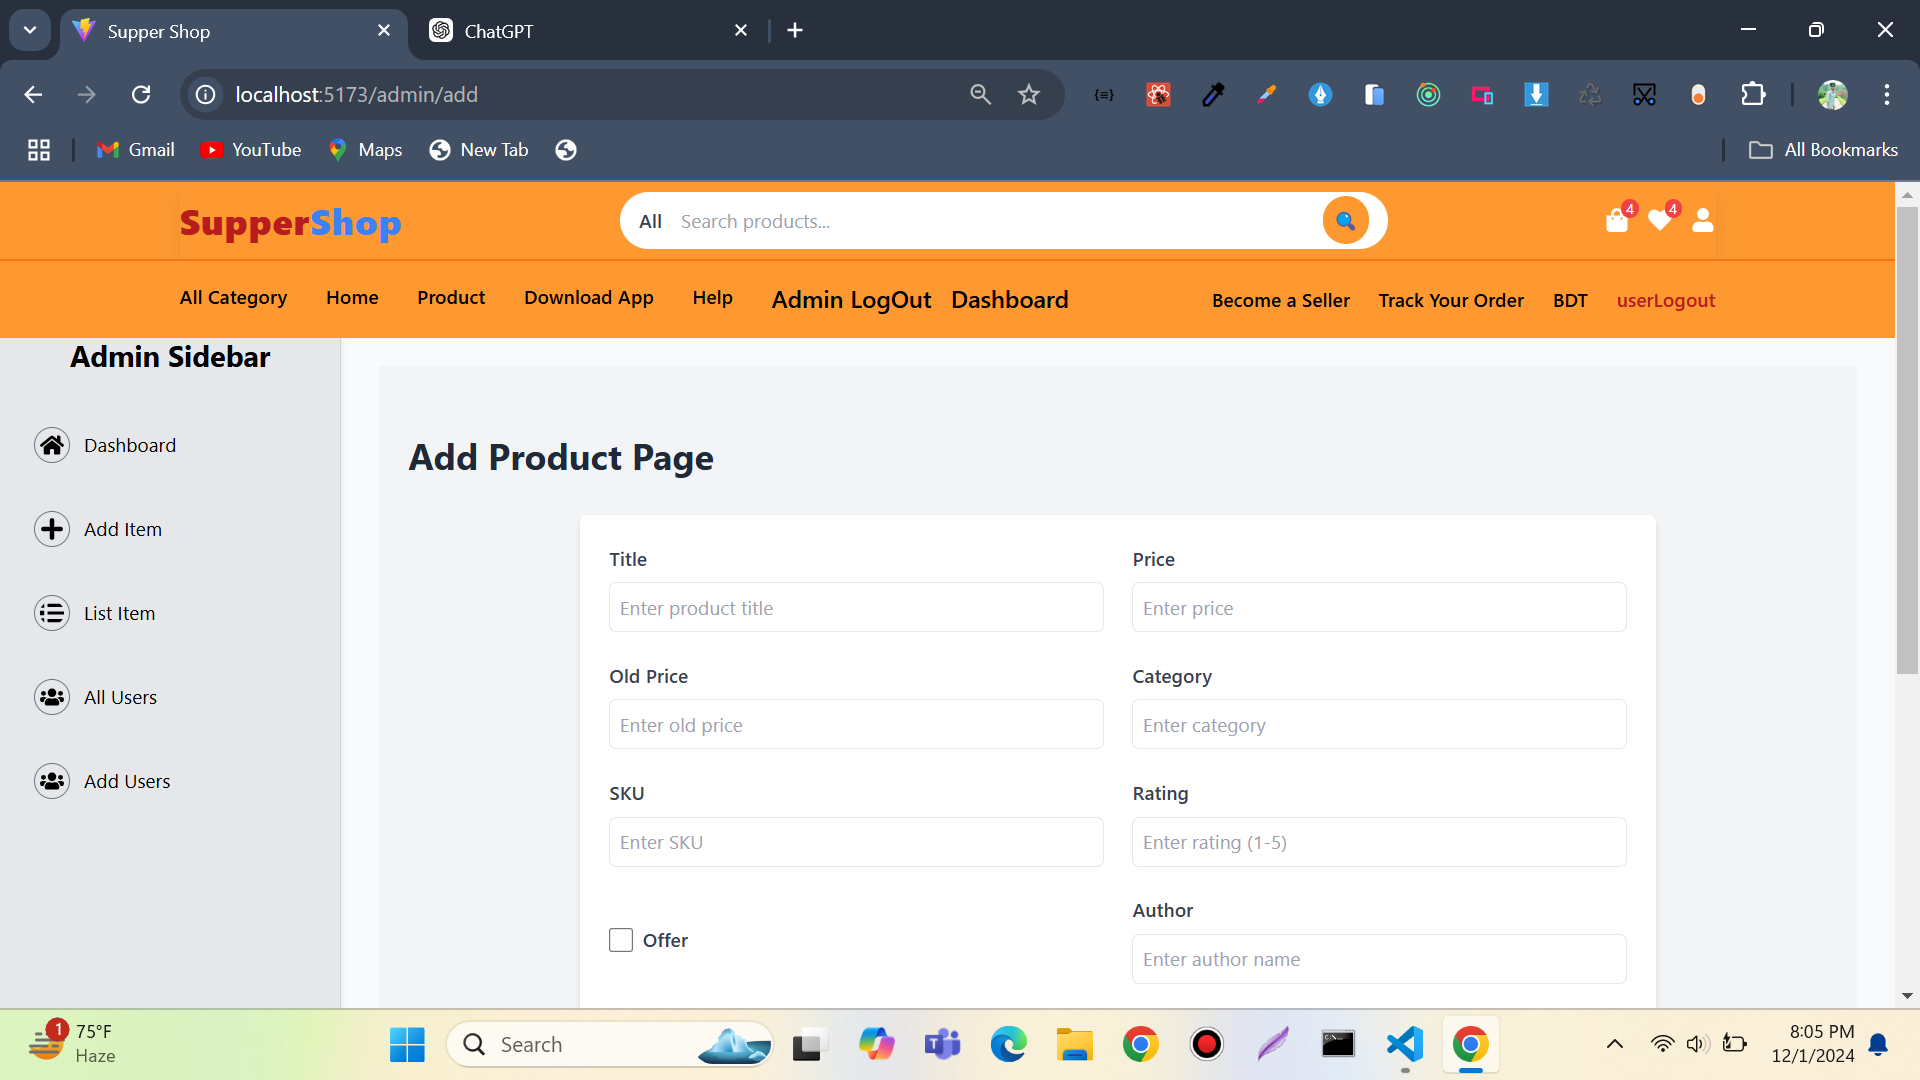 Supper Shop
ChatGPT
localhost:5173/admin/add
Gmail
YouTube
Maps
New Tab
All Bookmarks
SupperShop
All
Search products...
4
4
All Category
Home
Product
Download App
Help
Admin LogOut
Dashboard
Become a Seller
Track Your Order
BDT
userLogout
Admin Sidebar
Dashboard
Add Item
List Item
All Users
Add Users
Add Product Page
Title
Price
Enter product title
Enter price
Old Price
Category
Enter old price
Enter category
SKU
Rating
Enter SKU
Enter rating (1-5)
Author
Offer
Enter author name
1
75°F
Haze
Search
8:05 PM
12/1/2024